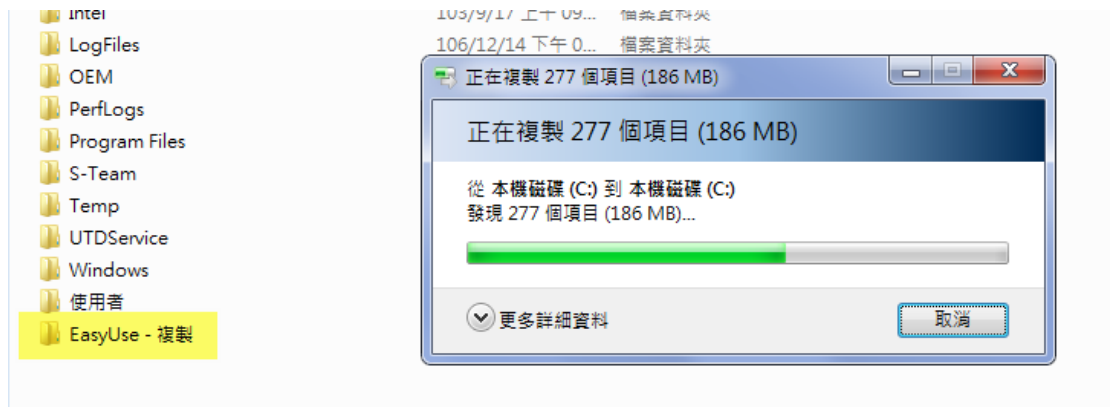 Intel 103/9/17 上午 09... 檔案資料夾
LogFiles 106/12/14 下午 0... 檔案資料夾
OEM
PerfLogs
Program Files
S-Team
Temp
UTDService
Windows
使用者
EasyUse - 複製
正在複製 277 個項目 (186 MB)
正在複製 277 個項目 (186 MB)
從 本機磁碟 (C:) 到 本機磁碟 (C:)
發現 277 個項目 (186 MB)...
更多詳細資料
取消